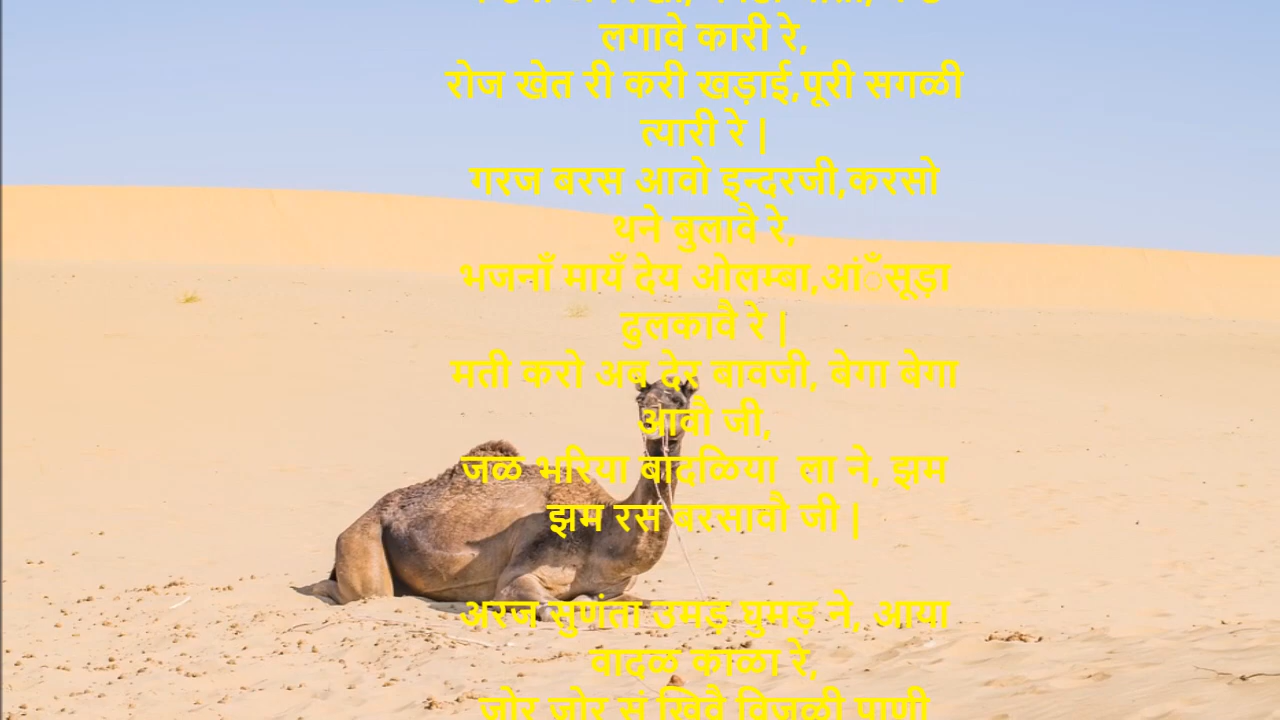 लगावे कारी रे,
रोज खेत री करी खड़ाई,पूरी सगळी
त्यारी रे |
गरज बरस आवो इन्दरजी,करसो
थने बुलावै रे,
भजनाँ मायँ देय ओलम्बा,आंँसूड़ा
ढुलकावै रे |
मती करो अब देर बावजी, बेगा बेगा
आवौ जी,
जळ भरिया बादळिया  ला ने, झम
झम रस बरसावौ जी |
अरज सुणंता उमड़ घुमड़ ने, आया
वादळ काळा रे,
जोर जोर सूं खिवै विजळी पाणी